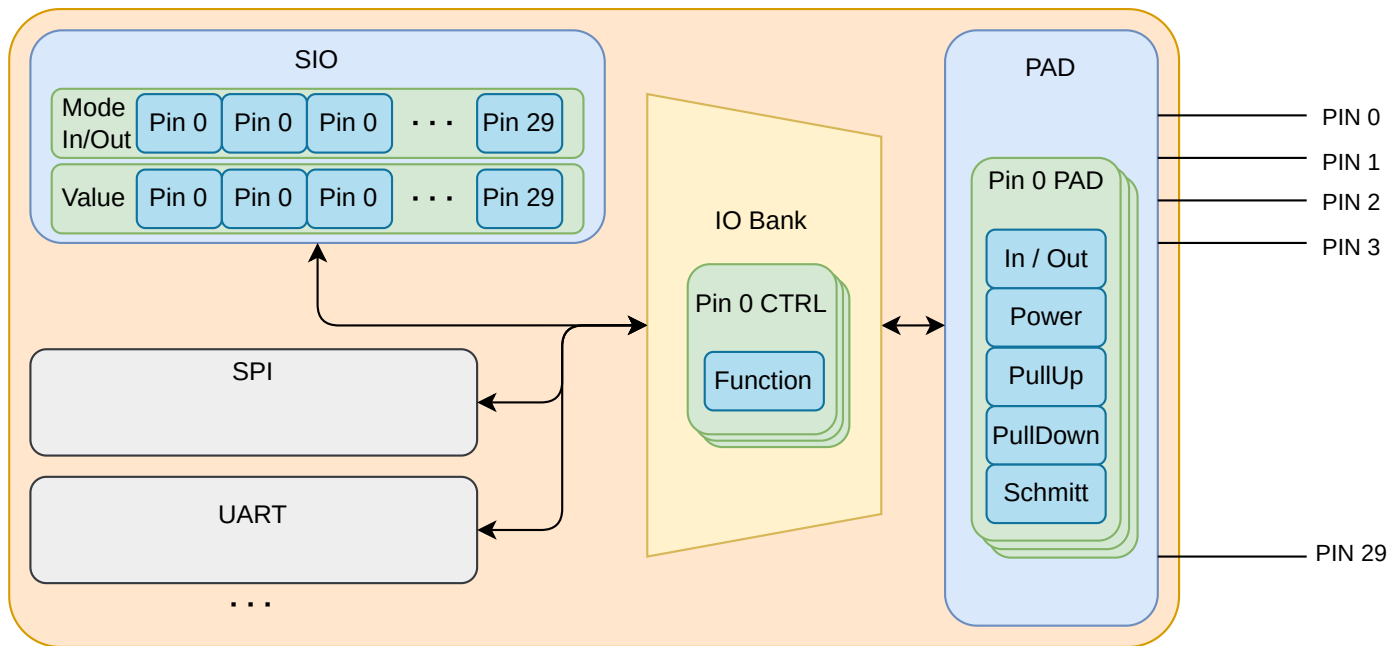 SIO
Mode
In/Out
Pin 0 Pin 0 Pin 0 . . . Pin 29
Value Pin 0 Pin 0 Pin 0 . . . Pin 29
SPI
UART
. . .
IO Bank
Pin 0 CTRL
Function
PAD
Pin 0 PAD
In / Out
Power
PullUp
PullDown
Schmitt
PIN 0
PIN 1
PIN 2
PIN 3
PIN 29